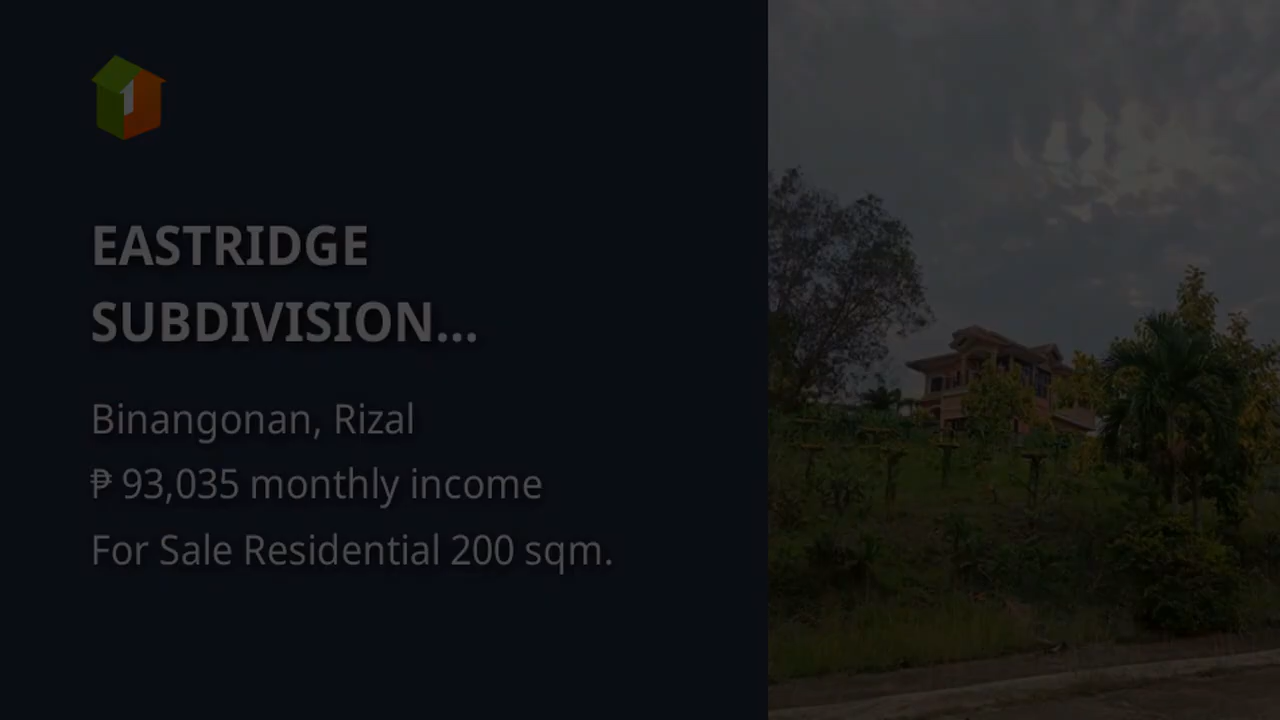 EASTRIDGE
SUBDIVISION...
Binangonan, Rizal
₱ 93,035 monthly income
For Sale Residential 200 sqm.